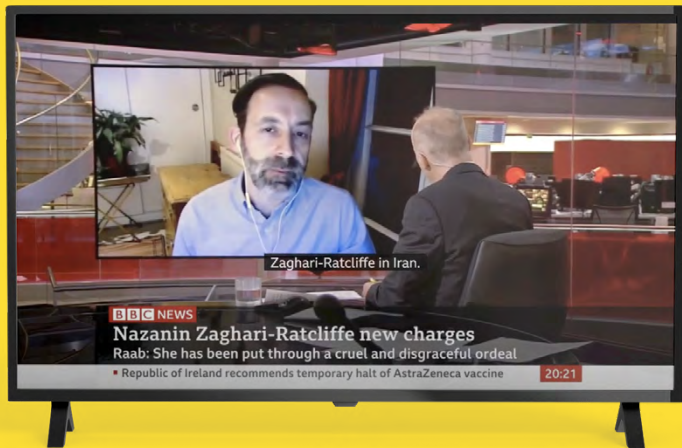 Zaghari-Ratcliffe in Iran.
BBC NEWS
Nazanin Zaghari-Ratcliffe new charges
Raab: She has been put through a cruel and disgraceful ordeal
▪ Republic of Ireland recommends temporary halt of AstraZeneca vaccine 20:21